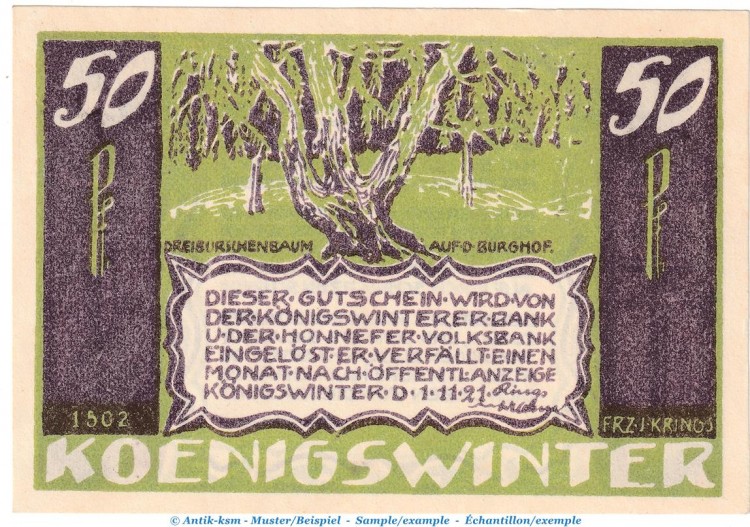 50 50
Pf Pf
DREIBURSCHENBAUM AUF·D·BURGHOF.
DIESER·GUTSCHEIN·WIRD·VON
DER·KÖNIGSWINTERER·BANK
U·DER·HONNEFER·VOLKSBANK
EINGELÖST·ER·VERFÄLLT·EINEN
MONAT·NACH·ÖFFENTL·ANZEIGE
KÖNIGSWINTER·D·1·11·21·
1502 FRZ·J·KRINGS
KOENIGSWINTER
© Antik-ksm - Muster/Beispiel - Sample/example - Échantillon/exemple